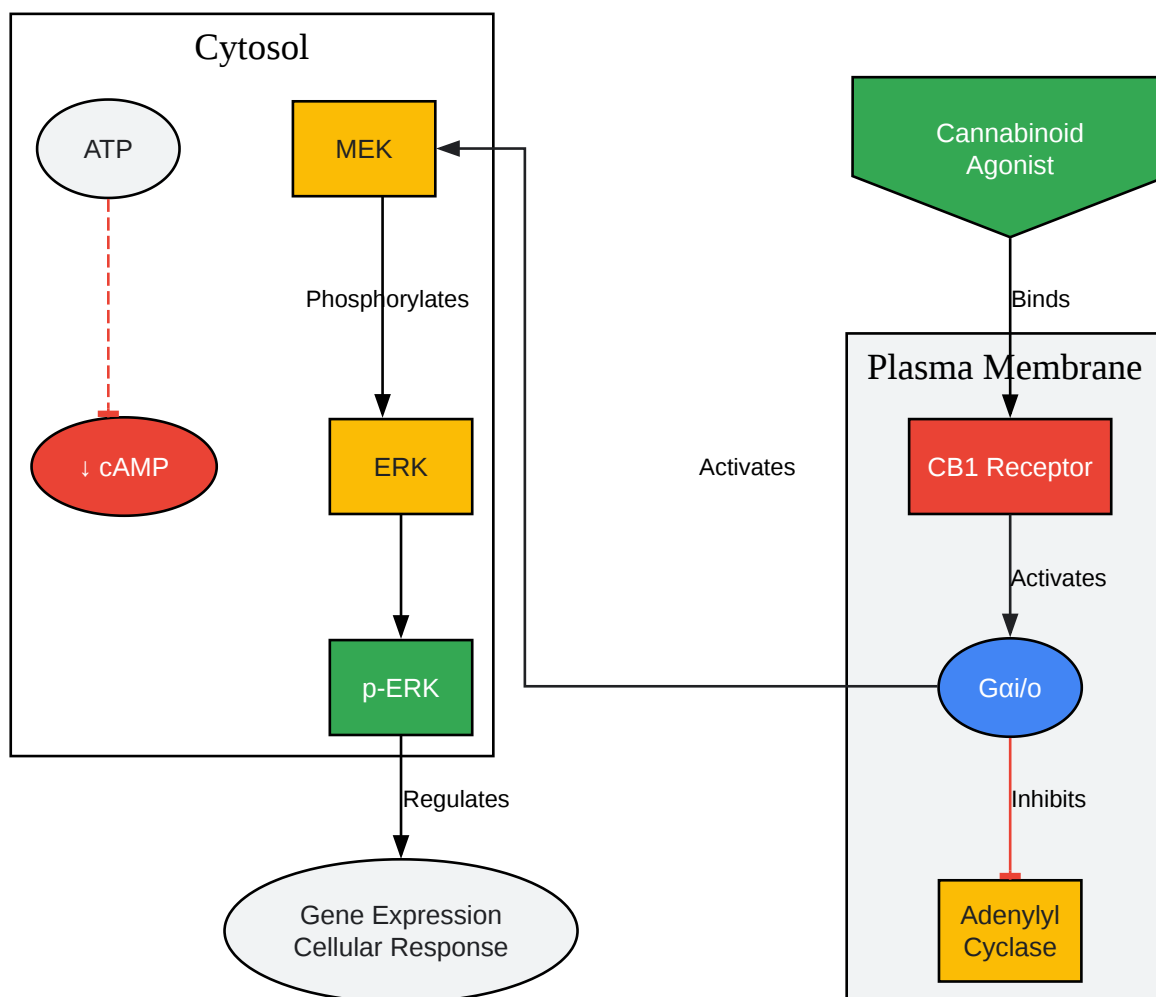 Cytosol
ATP
MEK
Cannabinoid
Agonist
Phosphorylates
Binds
Plasma Membrane
↓ cAMP
ERK
Activates
CB1 Receptor
Activates
p-ERK
Gαi/o
Regulates
Inhibits
Gene Expression
Cellular Response
Adenylyl
Cyclase